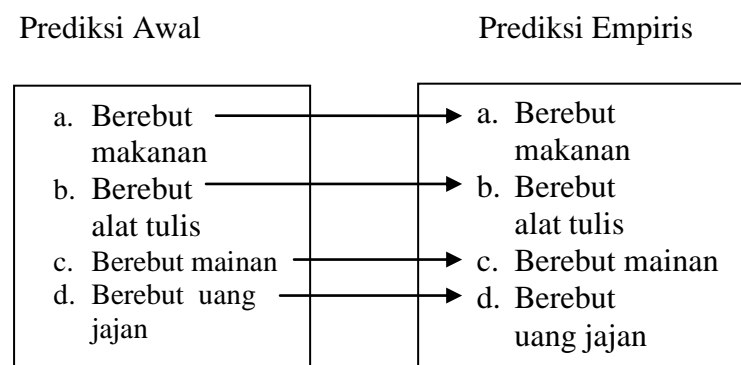 Prediksi Awal
Prediksi Empiris
a. Berebut
makanan
b. Berebut
alat tulis
c. Berebut mainan
d. Berebut uang
jajan
a. Berebut
makanan
b. Berebut
alat tulis
c. Berebut mainan
d. Berebut
uang jajan